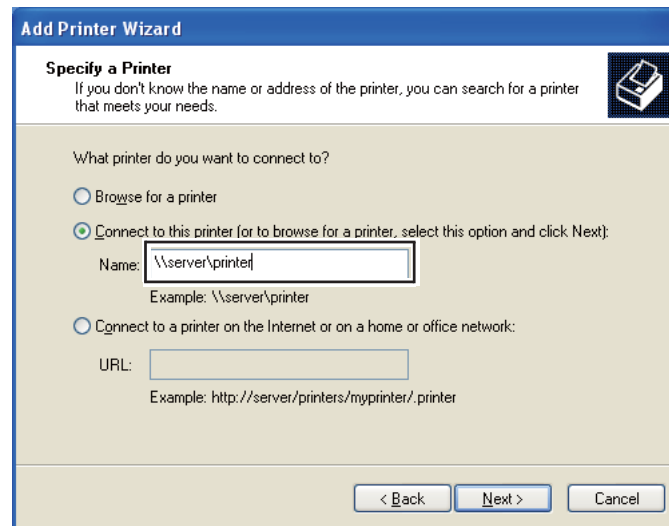 Add Printer Wizard
Specify a Printer
If you don't know the name or address of the printer, you can search for a printer
that meets your needs.
What printer do you want to connect to?
Browse for a printer
Connect to this printer (or to browse for a printer, select this option and click Next):
Name: \\server\printer
Example: \\server\printer
Connect to a printer on the Internet or on a home or office network:
URL:
Example: http://server/printers/myprinter/.printer
< Back Next > Cancel